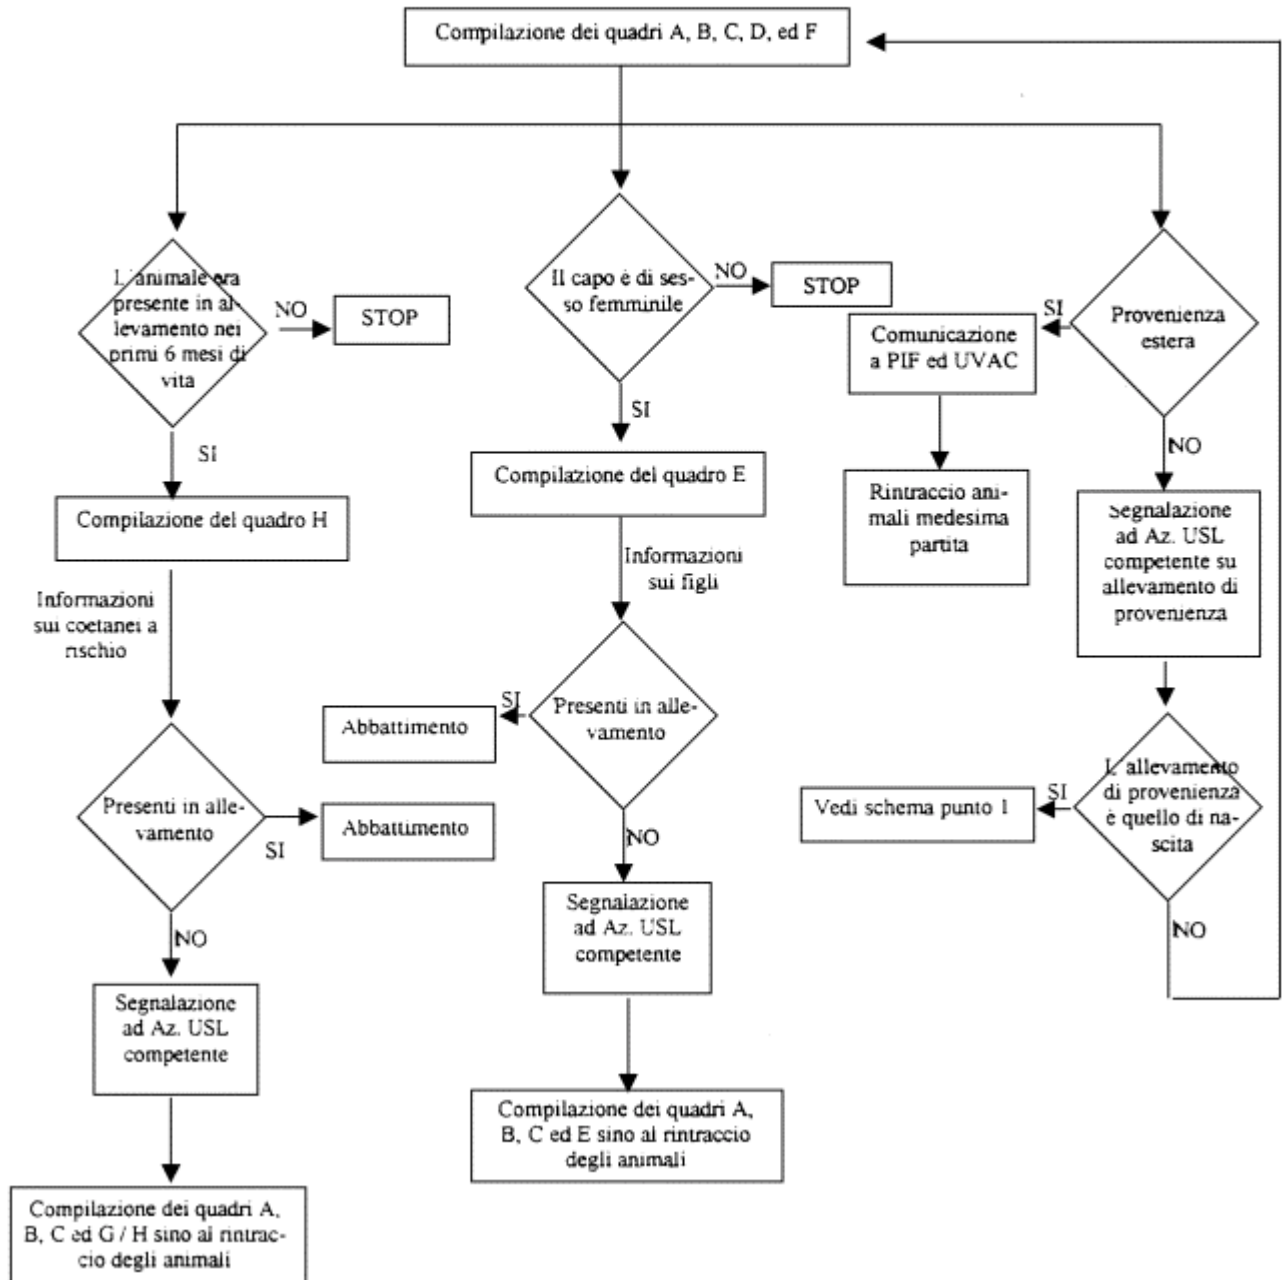 Compilazione dei quadri A, B, C, D, ed F
L'animale era
presente in al-
levamento nei
primi 6 mesi di
vita
NO
STOP
SI
Compilazione del quadro H
Informazioni
sui coetanei a
rischio
Presenti in alle-
vamento
SI
Abbattimento
NO
Segnalazione
ad Az. USL
competente
Compilazione dei quadri A,
B, C ed G / H sino al rintrac-
cio degli animali
Il capo è di ses-
so femminile
NO
STOP
SI
Compilazione del quadro E
Informazioni
sui figli
Presenti in alle-
vamento
SI
Abbattimento
NO
Segnalazione
ad Az. USL
competente
Compilazione dei quadri A,
B, C ed E sino al rintraccio
degli animali
Provenienza
estera
SI
Comunicazione
a PIF ed UVAC
Rintraccio ani-
mali medesima
partita
NO
Segnalazione
ad Az. USL
competente su
allevamento di
provenienza
L'allevamento
di provenienza
è quello di na-
scita
SI
Vedi schema punto 1
NO